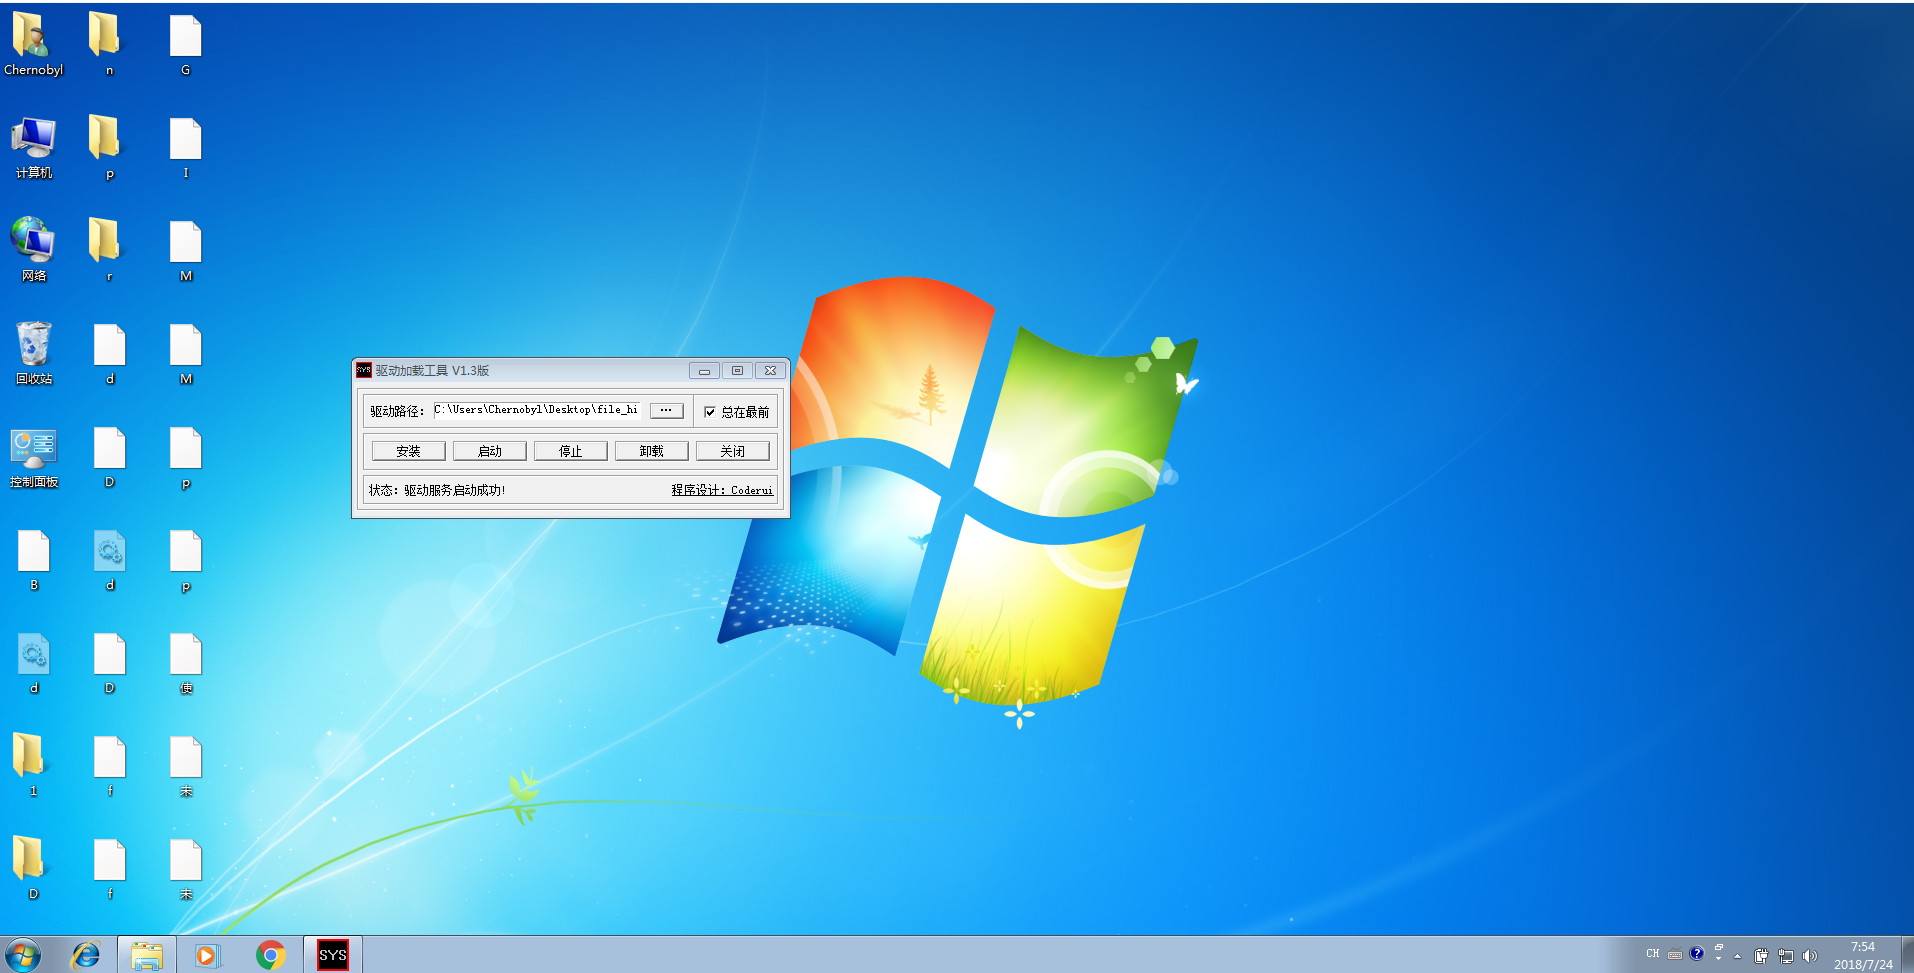 Chernobyl
n
G
计算机
p
I
网络
r
M
回收站
d
M
控制面板
D
p
B
d
p
d
D
使
1
f
未
D
f
未
SYS 驱动加载工具 V1.3版
驱动路径: C:\Users\Chernobyl\Desktop\file_hi ... 总在最前
安装 启动 停止 卸载 关闭
状态: 驱动服务启动成功! 程序设计: Coderui
SYS
CH
7:54
2018/7/24